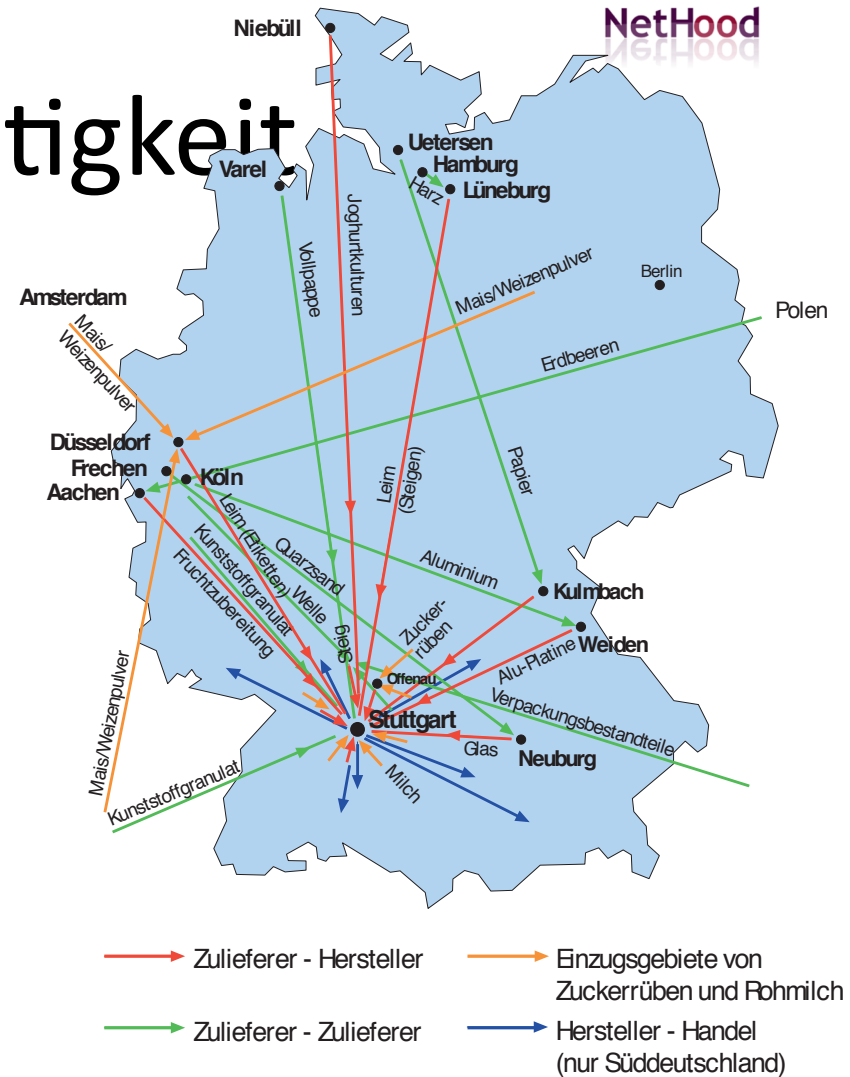 NetHood
tigkeit
Niebüll
Uetersen
Hamburg
Varel
Harz
Lüneburg
Joghurtkulturen
Vollpappe
Mais/Weizenpulver
Berlin
Amsterdam
Polen
Mais/
Weizenpulver
Erdbeeren
Düsseldorf
Frechen
Köln
Aachen
Leim
(Steigen)
Papier
Leim (Etiketten)
Quarzsand
Aluminium
Kunststoffgranulat
Welle
Fruchtzubereitung
Kulmbach
Zucker-
rüben
Steig
Weiden
Alu-Platine
Offenau
Verpackungsbestandteile
Stuttgart
Glas
Neuburg
Mais/Weizenpulver
Milch
Kunststoffgranulat
Zulieferer - Hersteller
Einzugsgebiete von
Zuckerrüben und Rohmilch
Zulieferer - Zulieferer
Hersteller - Handel
(nur Süddeutschland)